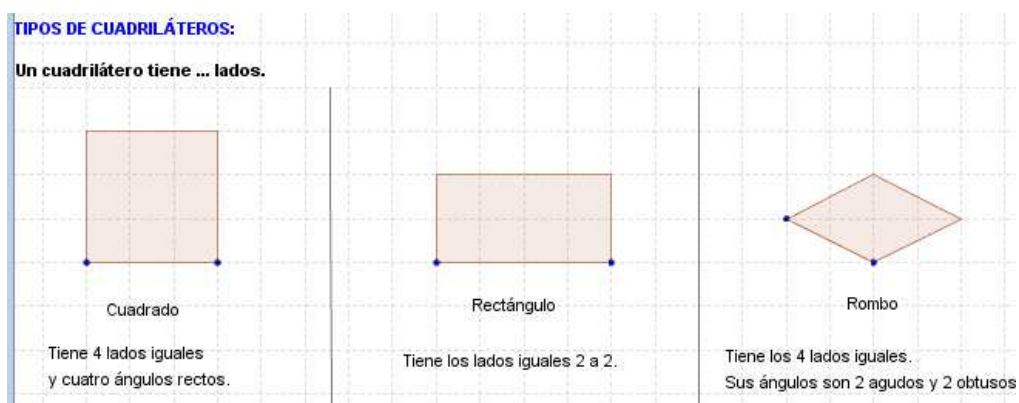 TIPOS DE CUADRILÁTEROS:
Un cuadrilátero tiene ... lados.
Cuadrado
Tiene 4 lados iguales
y cuatro ángulos rectos.
Rectángulo
Tiene los lados iguales 2 a 2.
Rombo
Tiene los 4 lados iguales.
Sus ángulos son 2 agudos y 2 obtusos